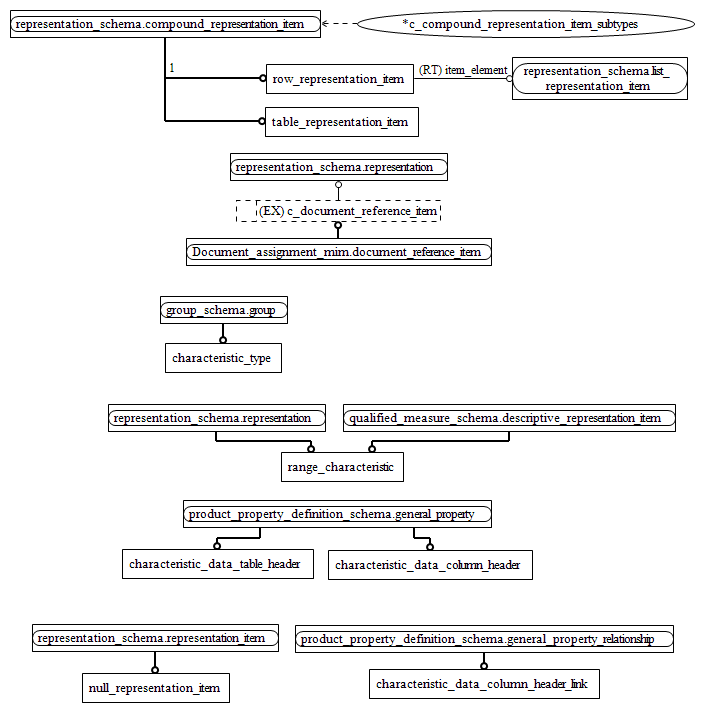 representation_schema.compound_representation_item
*c_compound_representation_item_subtypes
1
row_representation_item
(RT) item_element
representation_schema.list_
representation_item
table_representation_item
representation_schema.representation
(EX) c_document_reference_item
Document_assignment_mim.document_reference_item
group_schema.group
characteristic_type
representation_schema.representation
qualified_measure_schema.descriptive_representation_item
range_characteristic
product_property_definition_schema.general_property
characteristic_data_table_header
characteristic_data_column_header
representation_schema.representation_item
product_property_definition_schema.general_property_relationship
null_representation_item
characteristic_data_column_header_link